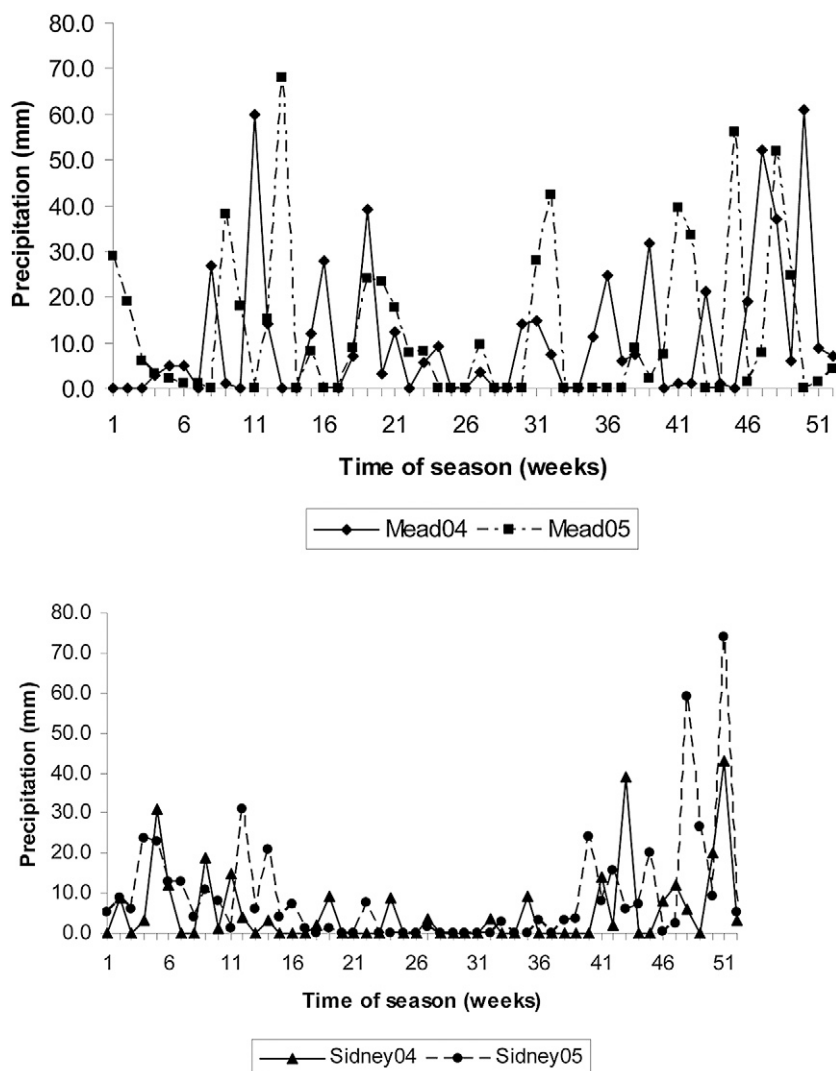 80.0
70.0
60.0
50.0
40.0
30.0
20.0
10.0
0.0
Precipitation (mm)
1 6 11 16 21 26 31 36 41 46 51
Time of season (weeks)
Mead04 Mead05
80.0
70.0
60.0
50.0
40.0
30.0
20.0
10.0
0.0
Precipitation (mm)
1 6 11 16 21 26 31 36 41 46 51
Time of season (weeks)
Sidney04 Sidney05